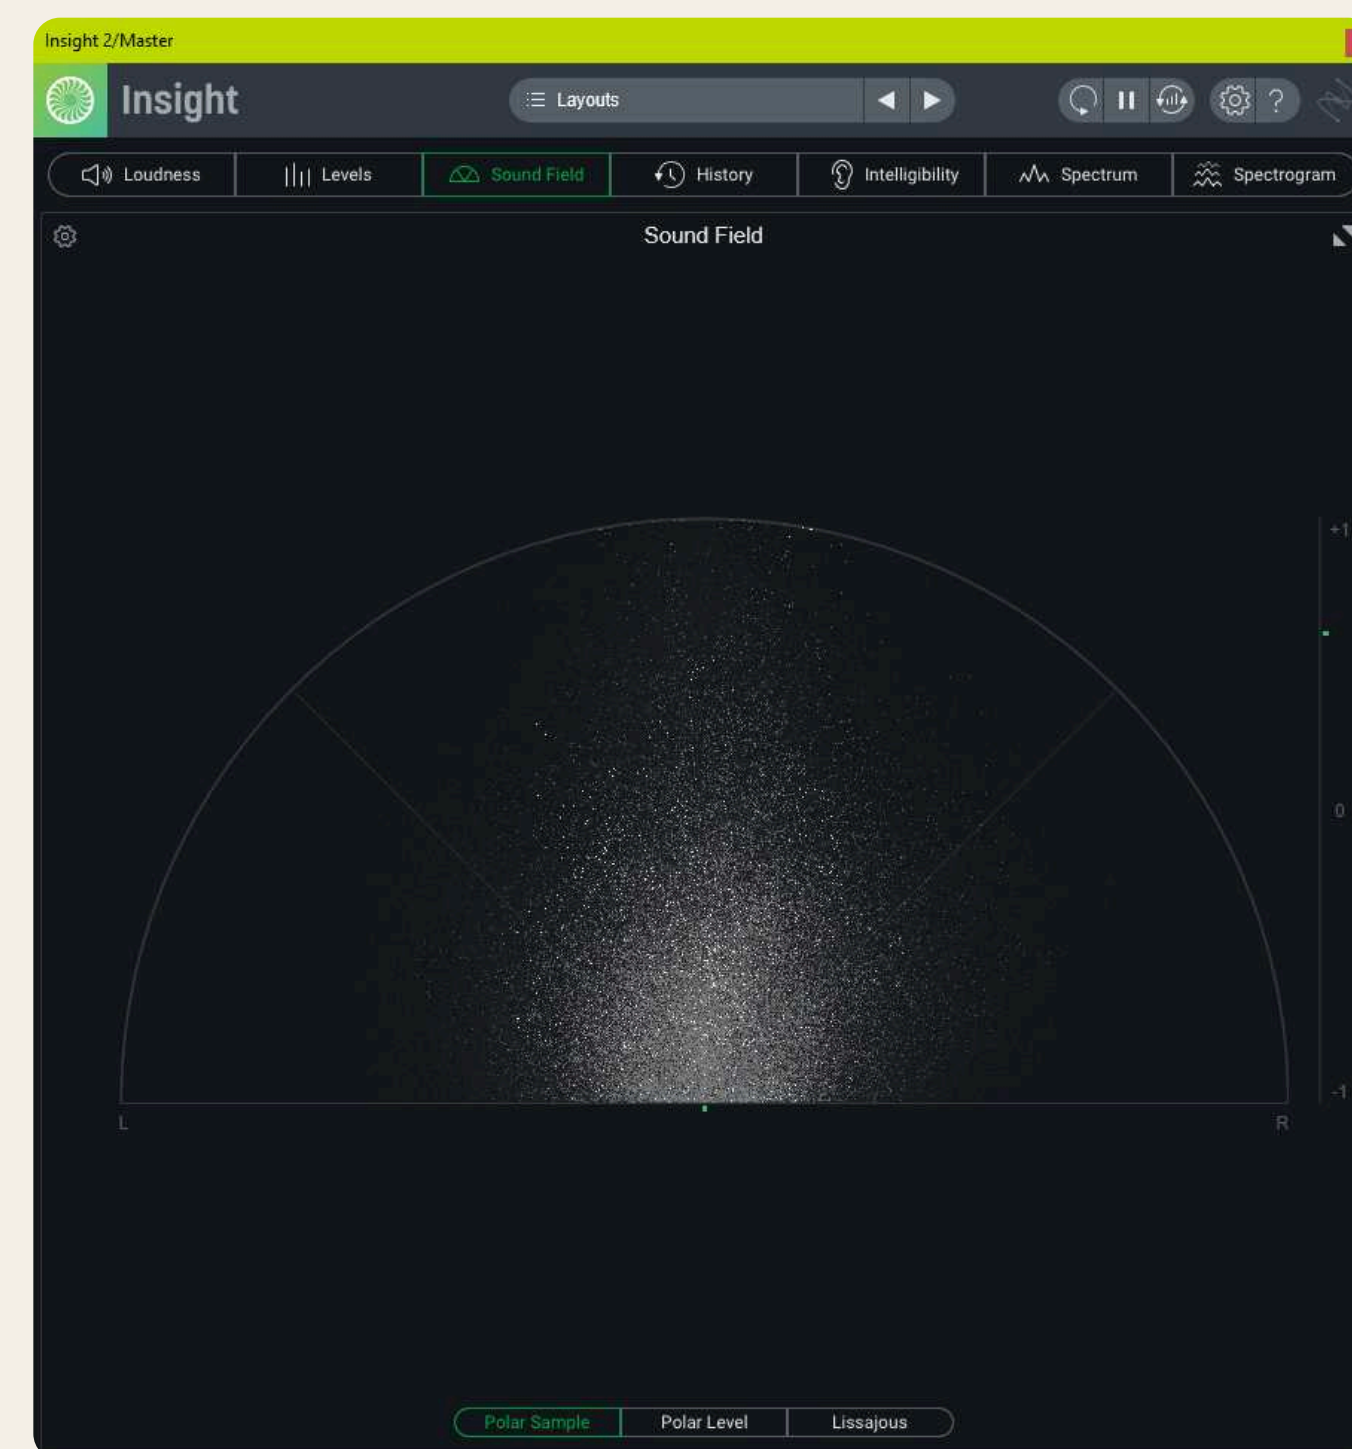 Insight 2/Master
Insight
Layouts
?
Loudness
Levels
Sound Field
History
Intelligibility
Spectrum
Spectrogram
Sound Field
+1
0
-1
L
R
Polar Sample
Polar Level
Lissajous